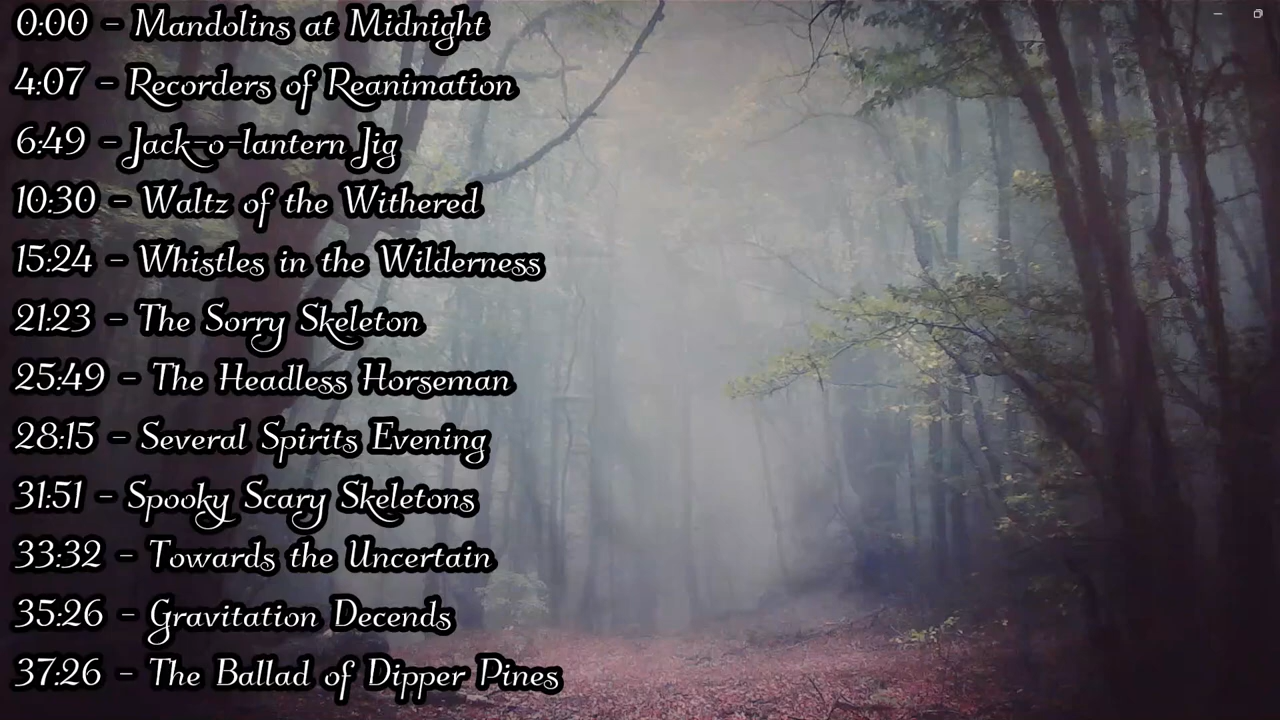 0:00 - Mandolins at Midnight
4:07 - Recorders of Reanimation
6:49 - Jack-o-lantern Jig
10:30 - Waltz of the Withered
15:24 - Whistles in the Wilderness
21:23 - The Sorry Skeleton
25:49 - The Headless Horseman
28:15 - Several Spirits Evening
31:51 - Spooky Scary Skeletons
33:32 - Towards the Uncertain
35:26 - Gravitation Decends
37:26 - The Ballad of Dipper Pines